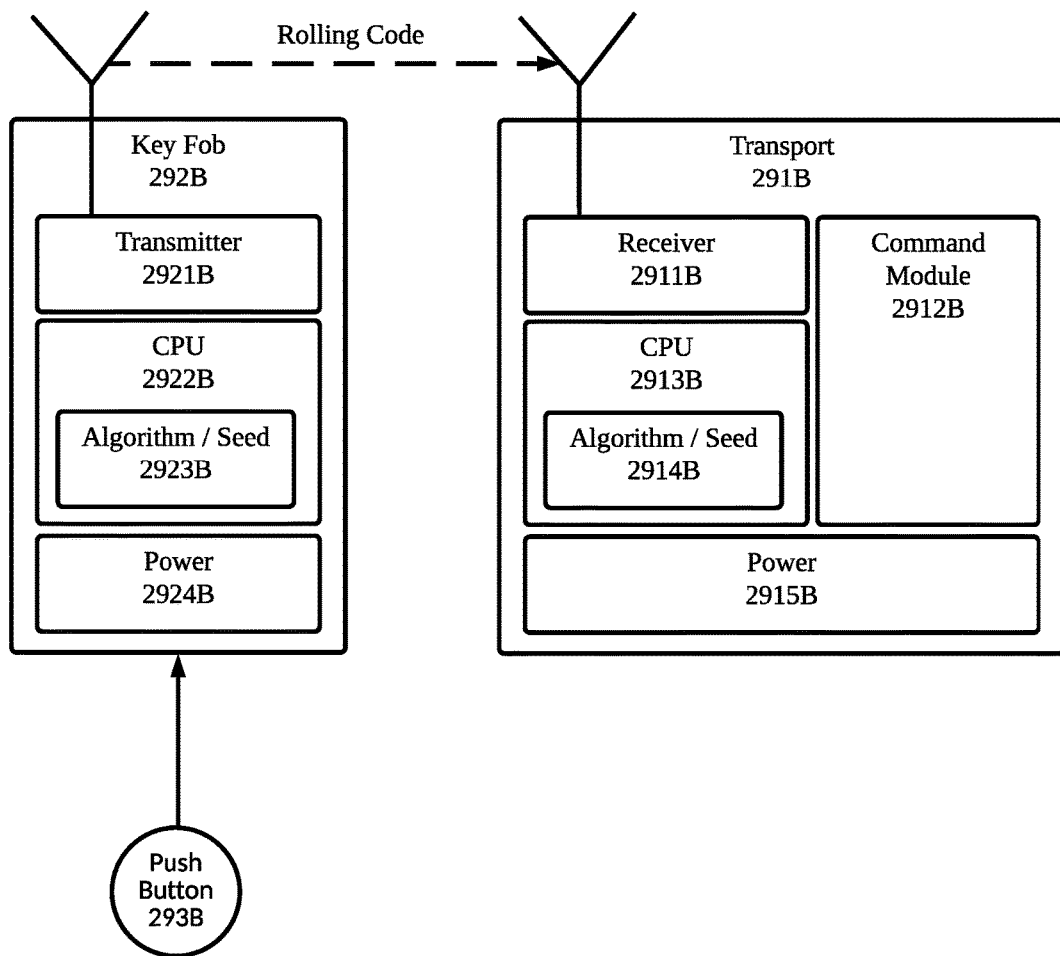 Rolling Code
Key Fob
292B
Transmitter
2921B
CPU
2922B
Algorithm / Seed
2923B
Power
2924B
Transport
291B
Receiver
2911B
Command
Module
2912B
CPU
2913B
Algorithm / Seed
2914B
Power
2915B
Push
Button
293B